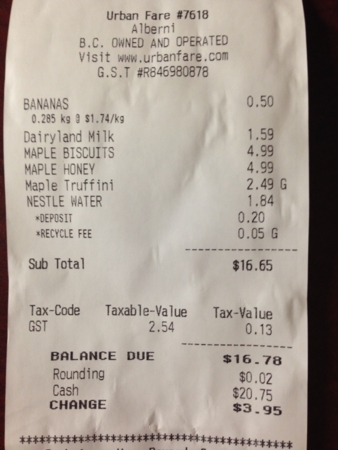 Urban Fare #7618
Alberni
B.C. OWNED AND OPERATED
Visit www.urbanfare.com
G.S.T #R846980878
BANANAS 0.50
0.285 kg @ $1.74/kg
Dairyland Milk 1.59
MAPLE BISCUITS 4.99
MAPLE HONEY 4.99
Maple Truffini 2.49 G
NESTLE WATER 1.84
*DEPOSIT 0.20
*RECYCLE FEE 0.05 G
Sub Total $16.65
Tax-Code Taxable-Value Tax-Value
GST 2.54 0.13
BALANCE DUE $16.78
Rounding $0.02
Cash $20.75
CHANGE $3.95